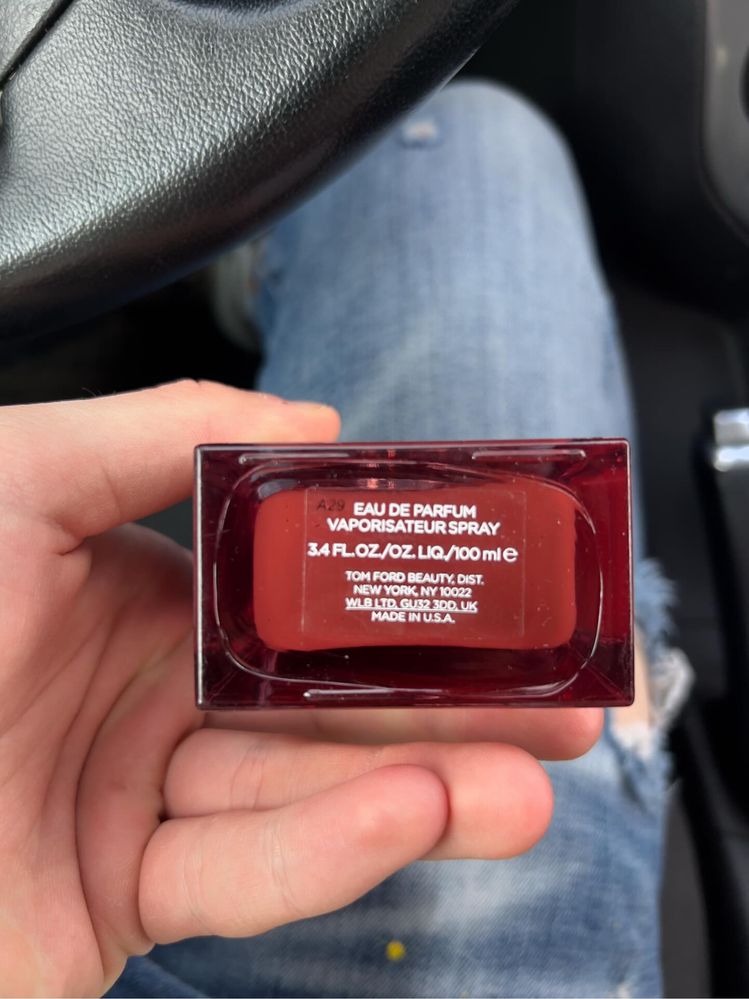 A29
EAU DE PARFUM
VAPORISATEUR SPRAY
3.4 FL.OZ./OZ. LIQ./100 ml ℮
TOM FORD BEAUTY, DIST.
NEW YORK, NY 10022
WLB LTD, GU32 3DD, UK
MADE IN U.S.A.